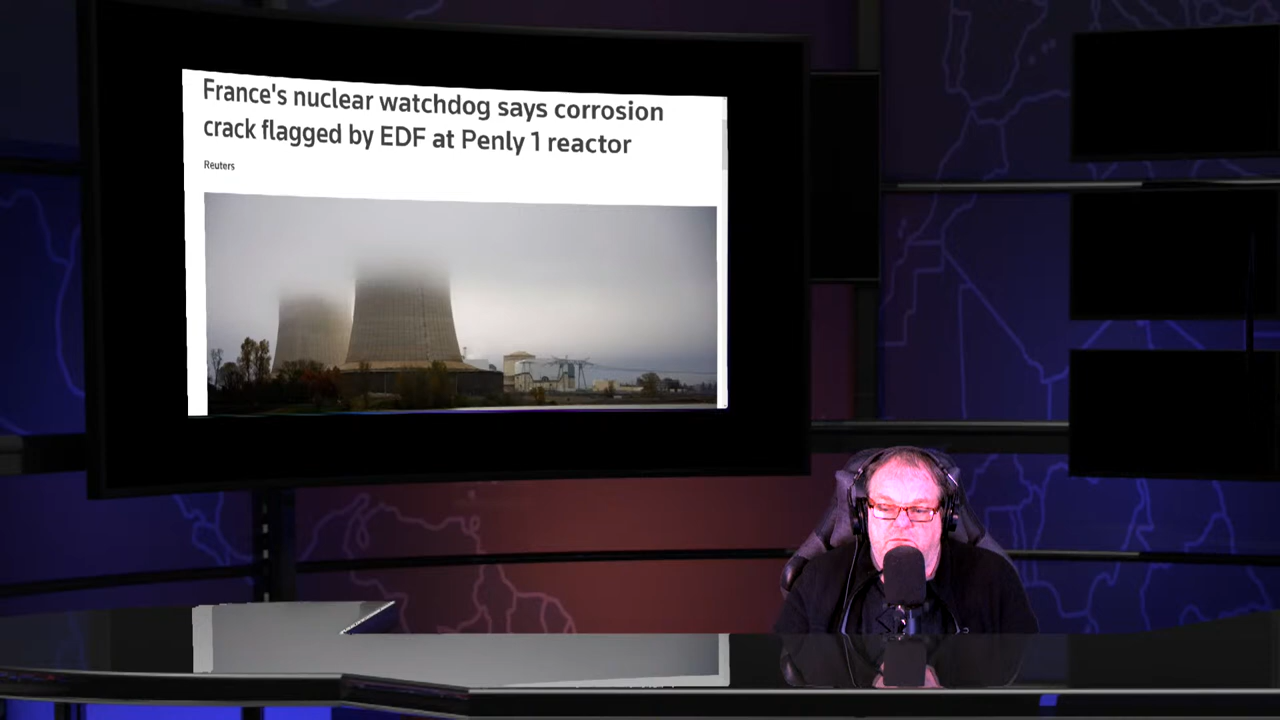 France's nuclear watchdog says corrosion
crack flagged by EDF at Penly 1 reactor
Reuters